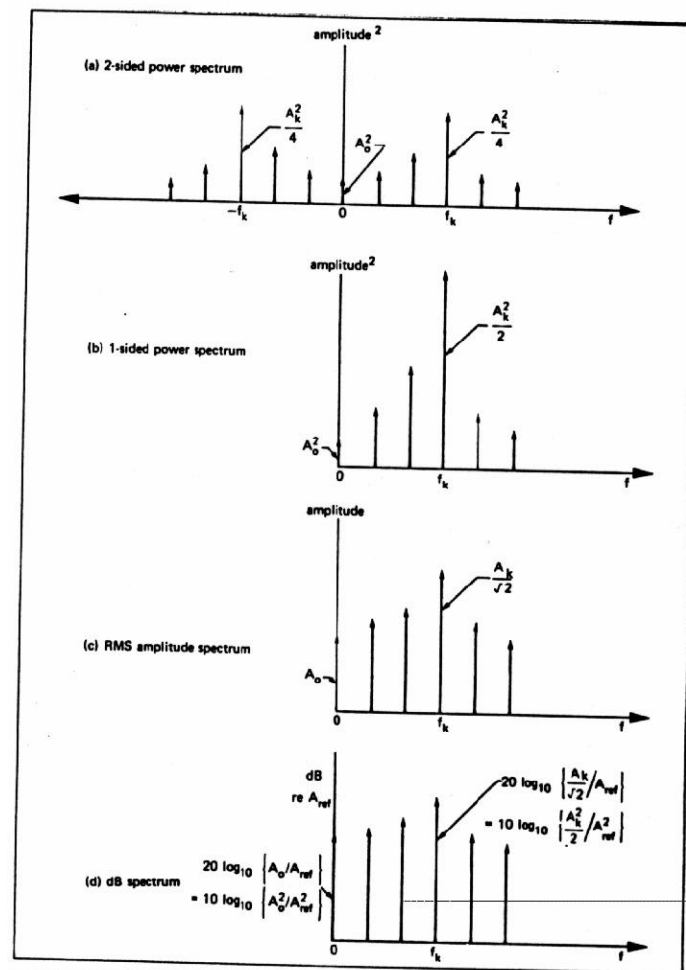 amplitude²
(a) 2-sided power spectrum
A_k²/4
A_o²
A_k²/4
−f_k
0
f_k
f
amplitude²
A_k²/2
(b) 1-sided power spectrum
A_o²
0
f_k
f
amplitude
A_k/√2
(c) RMS amplitude spectrum
A_o
0
f_k
f
dB
re A_ref
20 log₁₀ {A_k/√2 / A_ref}
= 10 log₁₀ {A_k²/2 / A_ref²}
20 log₁₀ {A_o/A_ref}
(d) dB spectrum
= 10 log₁₀ {A_o²/A_ref²}
0
f_k
f